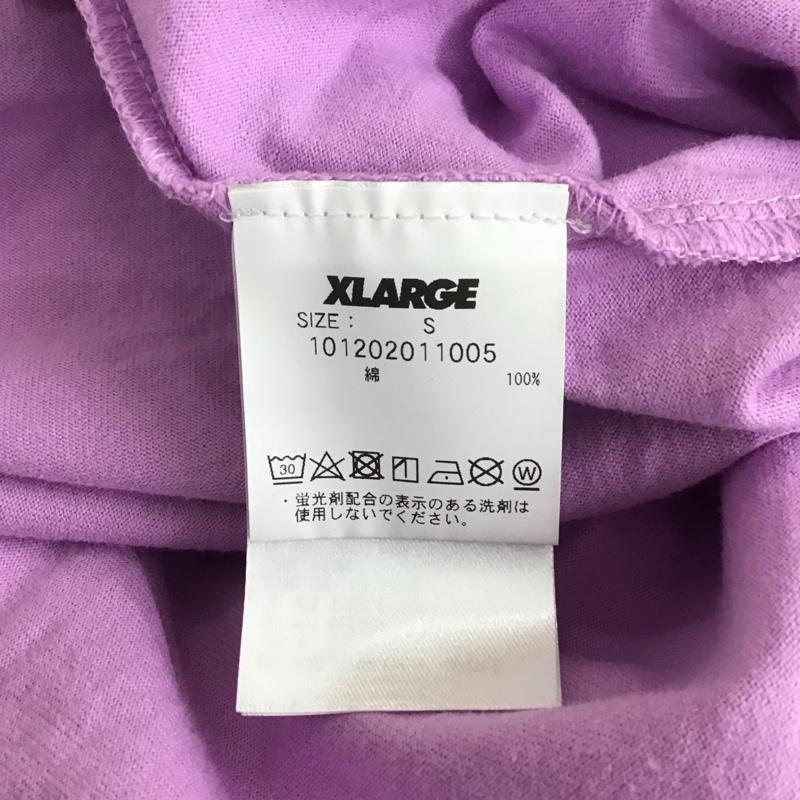 XLARGE
SIZE : S
101202011005
綿 100%
30 W
・蛍光剤配合の表示のある洗剤は
使用しないでください。